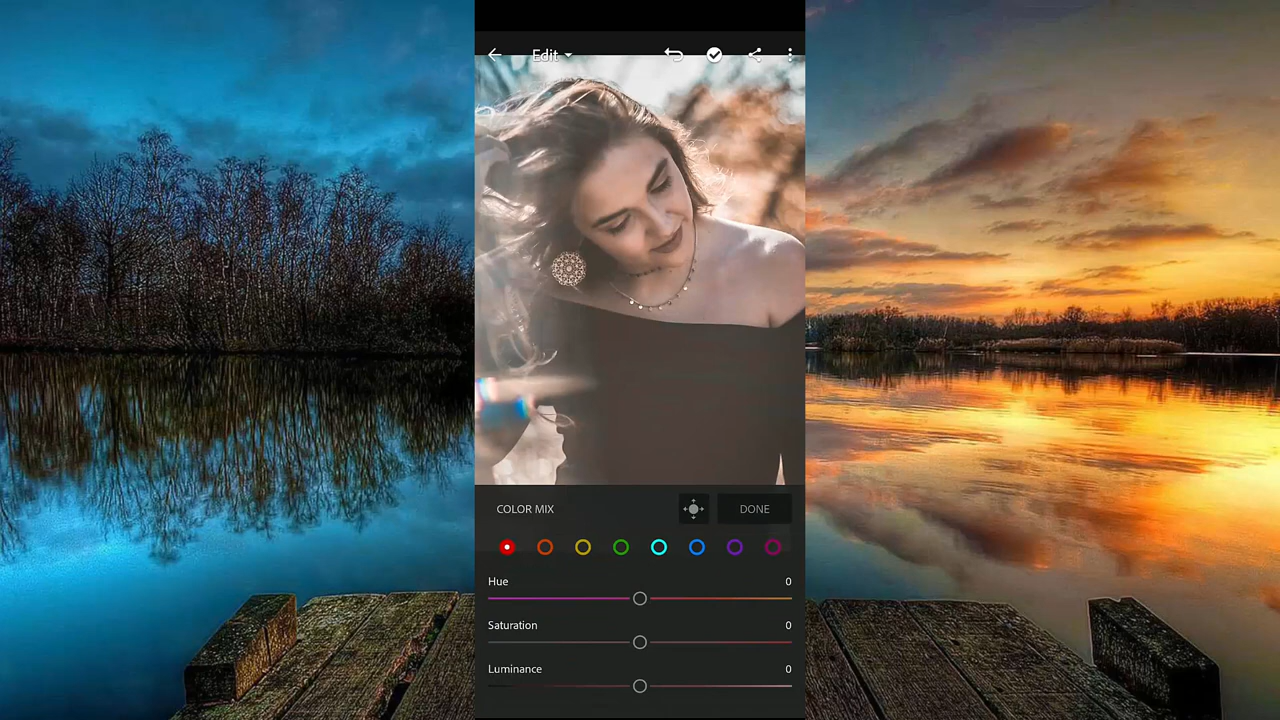 Edit
COLOR MIX
DONE
Hue 0
Saturation 0
Luminance 0